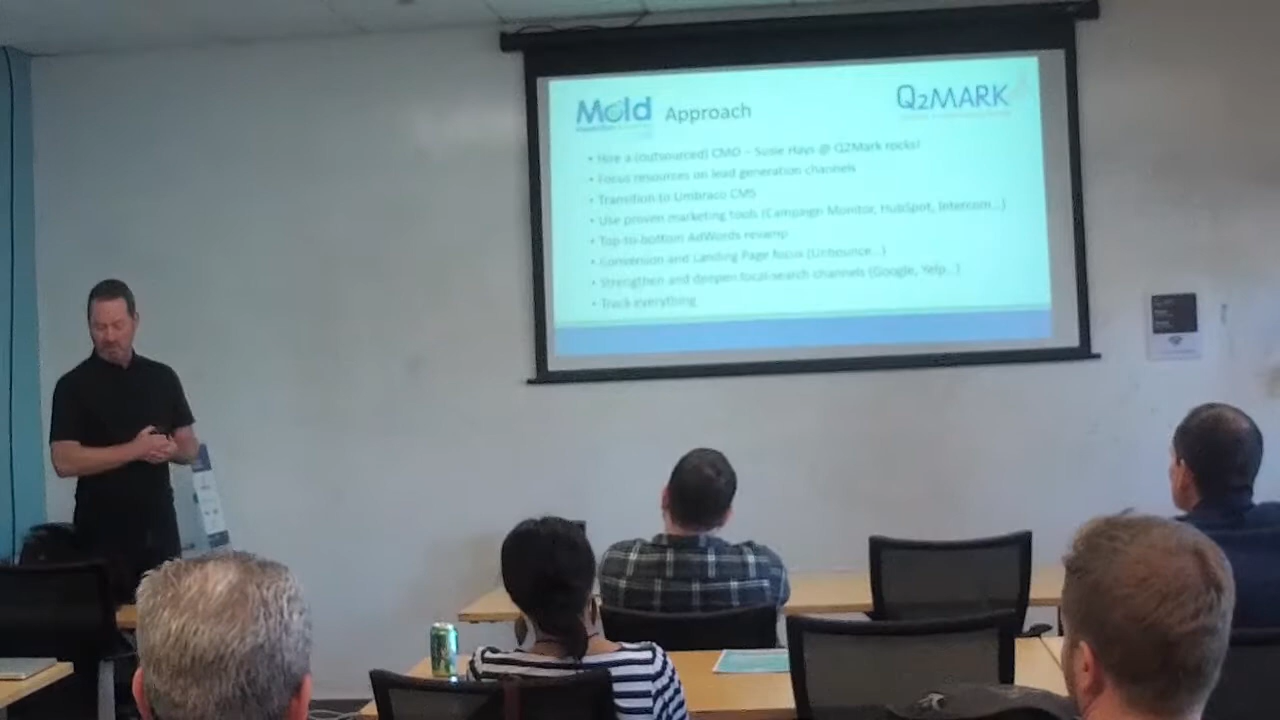 Mold Approach Q2MARK
• Hire a (outsourced) CMO – Susie Hays @ Q2Mark rocks!
• Focus resources on lead generation channels
• Transition to Umbraco CMS
• Use proven marketing tools (Campaign Monitor, HubSpot, Intercom...)
• Top-to-bottom AdWords revamp
• Conversion and Landing Page focus (Unbounce...)
• Strengthen and deepen local-search channels (Google, Yelp...)
• Track everything